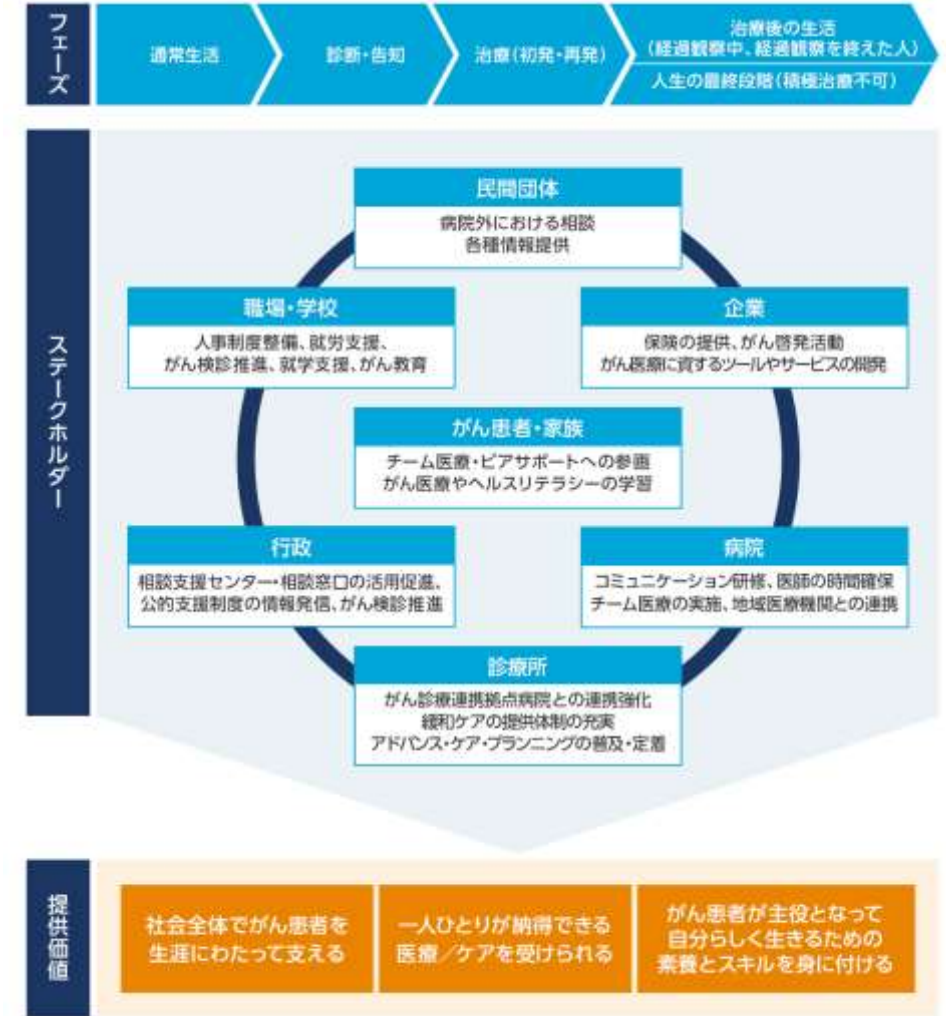 フェーズ
通常生活
診断・告知
治療(初発・再発)
治療後の生活
(経過観察中、経過観察を終えた人)
人生の最終段階(積極治療不可)
ステークホルダー
民間団体
病院外における相談
各種情報提供
職場・学校
人事制度整備、就労支援、
がん検診推進、就学支援、がん教育
企業
保険の提供、がん啓発活動
がん医療に資するツールやサービスの開発
がん患者・家族
チーム医療・ピアサポートへの参画
がん医療やヘルスリテラシーの学習
行政
相談支援センター・相談窓口の活用促進、
公的支援制度の情報発信、がん検診推進
病院
コミュニケーション研修、医師の時間確保
チーム医療の実施、地域医療機関との連携
診療所
がん診療連携拠点病院との連携強化
緩和ケアの提供体制の充実
アドバンス・ケア・プランニングの普及・定着
提供価値
社会全体でがん患者を
生涯にわたって支える
一人ひとりが納得できる
医療／ケアを受けられる
がん患者が主役となって
自分らしく生きるための
素養とスキルを身に付ける